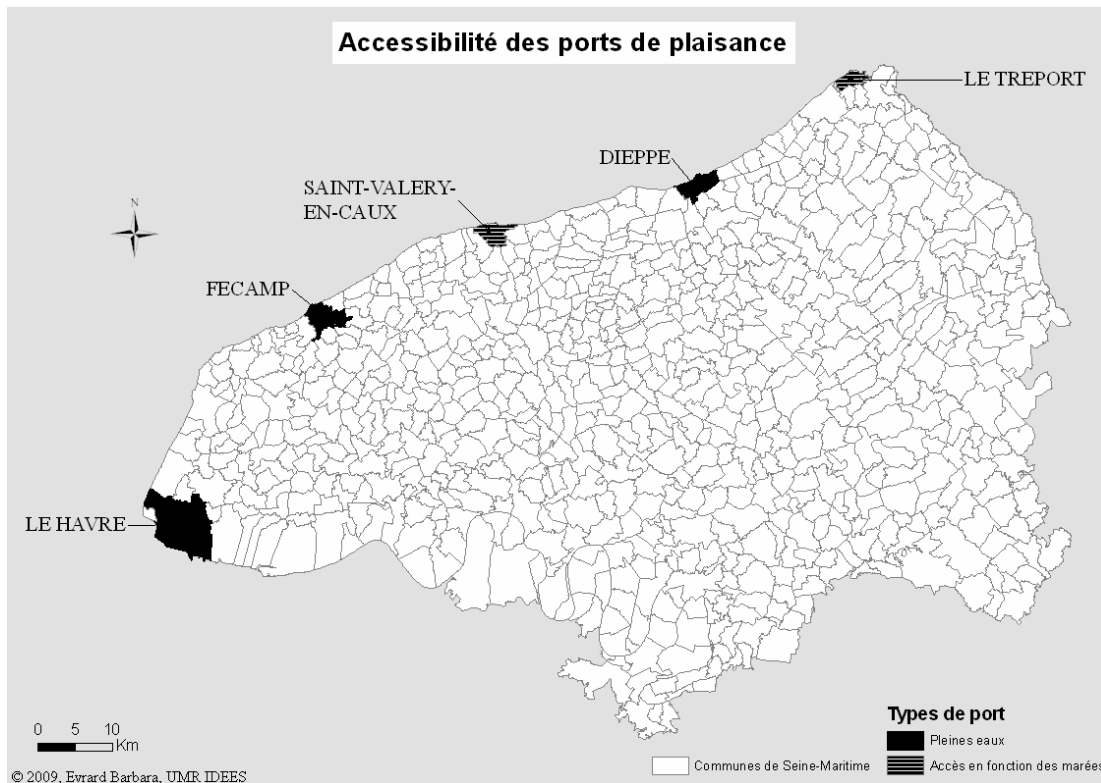 Accessibilité des ports de plaisance
LE TREPORT
DIEPPE
SAINT-VALERY-
EN-CAUX
N
FECAMP
LE HAVRE
0 5 10
Km
Types de port
Pleines eaux
Communes de Seine-Maritime
Accès en fonction des marées
© 2009, Evrard Barbara, UMR IDEES